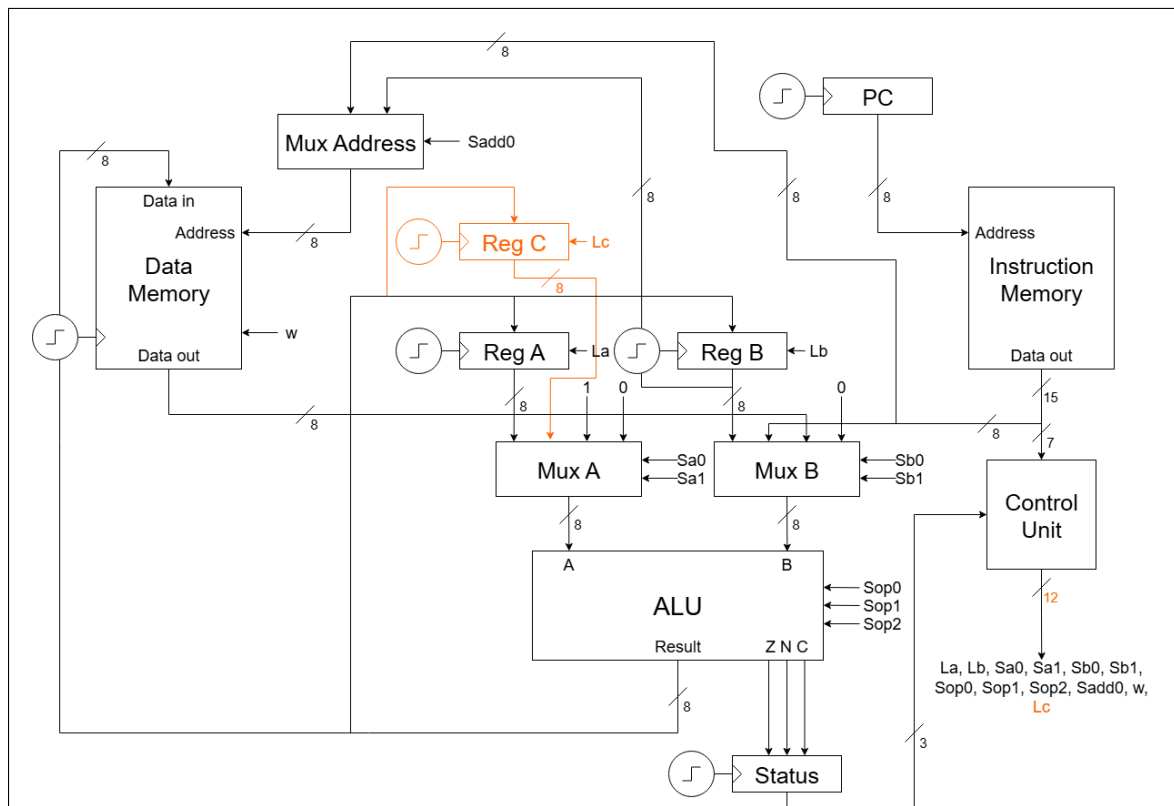 8
PC
Mux Address
Sadd0
8
8
8
8
Data in
Address
8
Data
Memory
w
Data out
Reg C
Lc
8
Address
Instruction
Memory
Data out
Reg A
La
Reg B
Lb
15
1
0
0
8
8
8
8
7
Mux A
Sa0
Sa1
Mux B
Sb0
Sb1
Control
Unit
8
8
A
B
ALU
Sop0
Sop1
Sop2
12
Result
Z N C
La, Lb, Sa0, Sa1, Sb0, Sb1,
Sop0, Sop1, Sop2, Sadd0, w,
Lc
8
3
Status